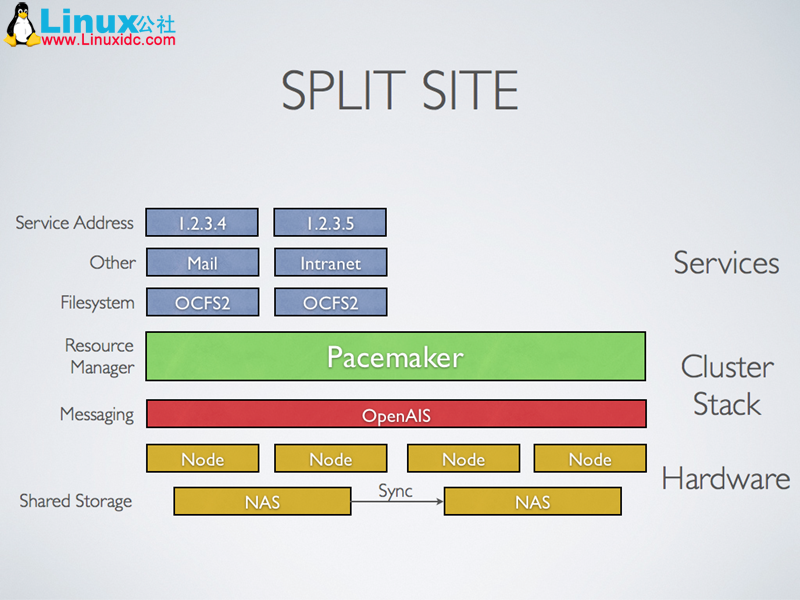 Linux公社
www.Linuxidc.com
SPLIT SITE
Service Address
1.2.3.4
1.2.3.5
Other
Mail
Intranet
Services
Filesystem
OCFS2
OCFS2
Resource
Manager
Pacemaker
Cluster
Stack
Messaging
OpenAIS
Node
Node
Node
Node
Hardware
Shared Storage
NAS
Sync
NAS